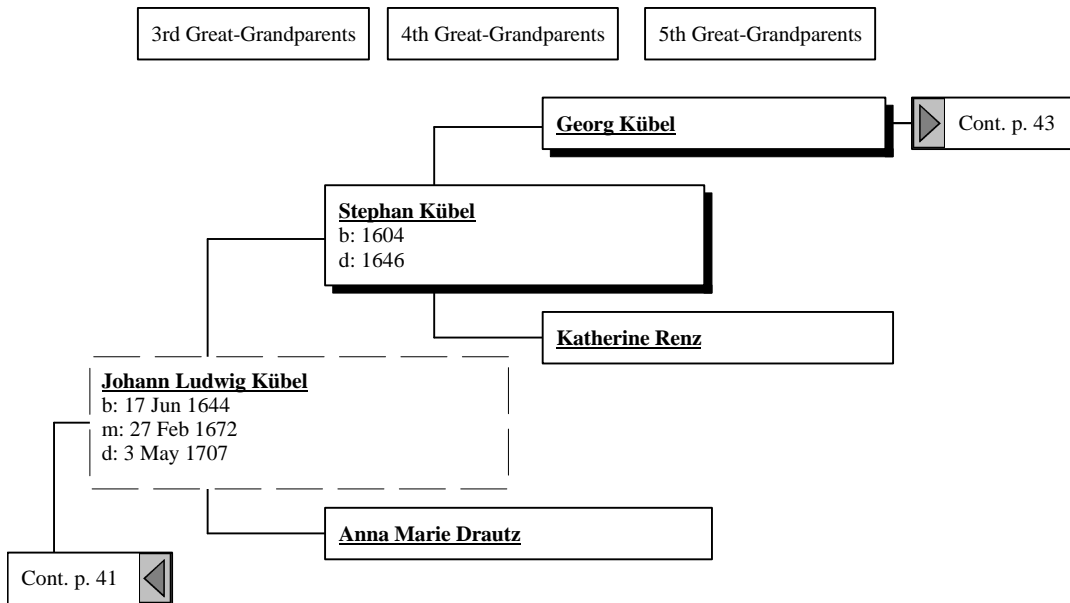 3rd Great-Grandparents
4th Great-Grandparents
5th Great-Grandparents
Georg Kübel
Cont. p. 43
Stephan Kübel
b: 1604
d: 1646
Katherine Renz
Johann Ludwig Kübel
b: 17 Jun 1644
m: 27 Feb 1672
d: 3 May 1707
Anna Marie Drautz
Cont. p. 41